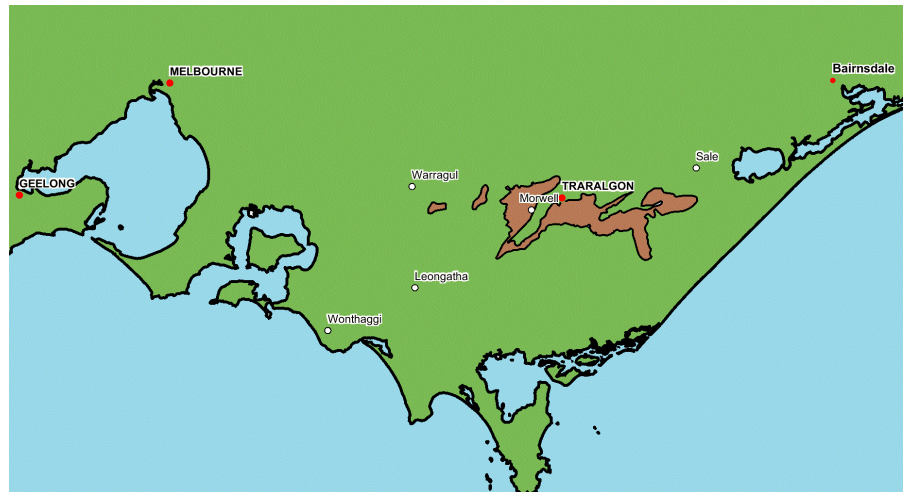 MELBOURNE
Bairnsdale
Sale
Warragul
GEELONG
TRARALGON
Morwell
Leongatha
Wonthaggi